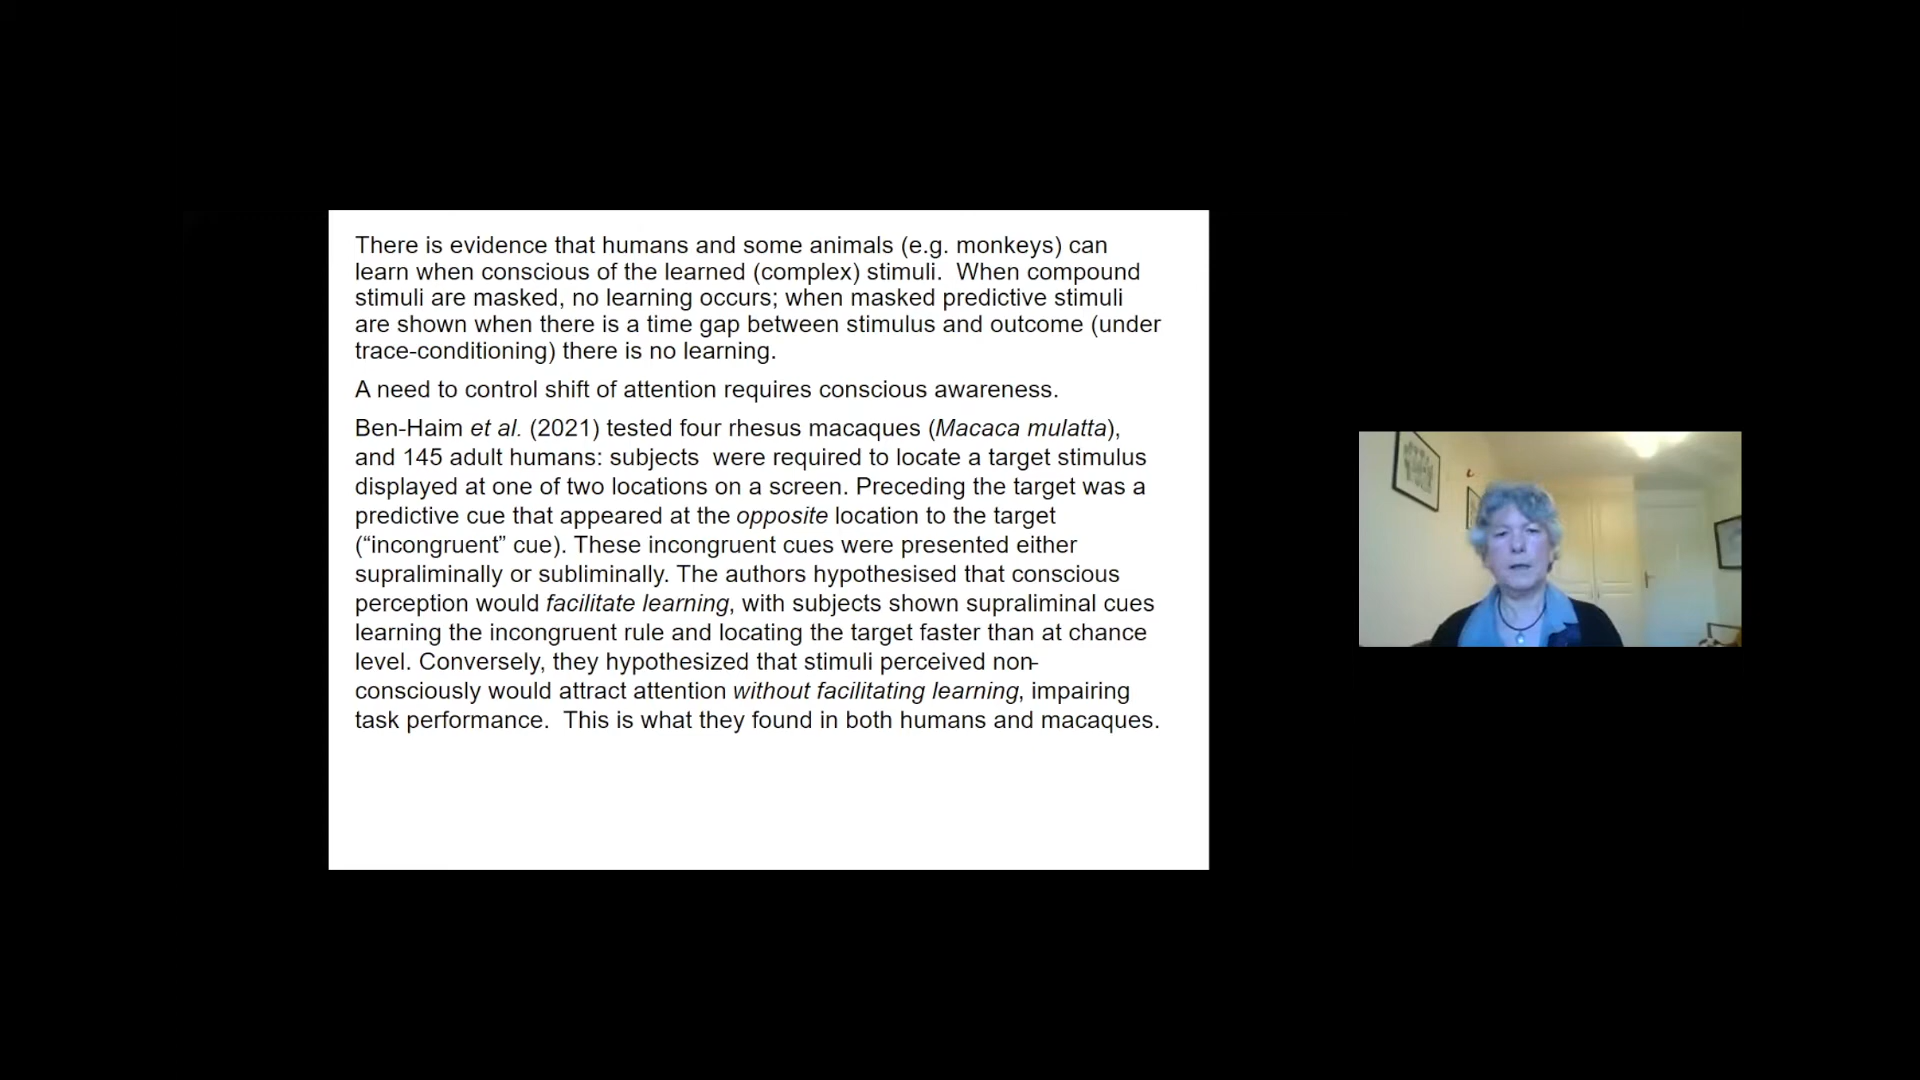 There is evidence that humans and some animals (e.g. monkeys) can
learn when conscious of the learned (complex) stimuli.  When compound
stimuli are masked, no learning occurs; when masked predictive stimuli
are shown when there is a time gap between stimulus and outcome (under
trace-conditioning) there is no learning.
A need to control shift of attention requires conscious awareness.
Ben-Haim et al. (2021) tested four rhesus macaques (Macaca mulatta),
and 145 adult humans: subjects  were required to locate a target stimulus
displayed at one of two locations on a screen. Preceding the target was a
predictive cue that appeared at the opposite location to the target
(“incongruent” cue). These incongruent cues were presented either
supraliminally or subliminally. The authors hypothesised that conscious
perception would facilitate learning, with subjects shown supraliminal cues
learning the incongruent rule and locating the target faster than at chance
level. Conversely, they hypothesized that stimuli perceived non-
consciously would attract attention without facilitating learning, impairing
task performance.  This is what they found in both humans and macaques.